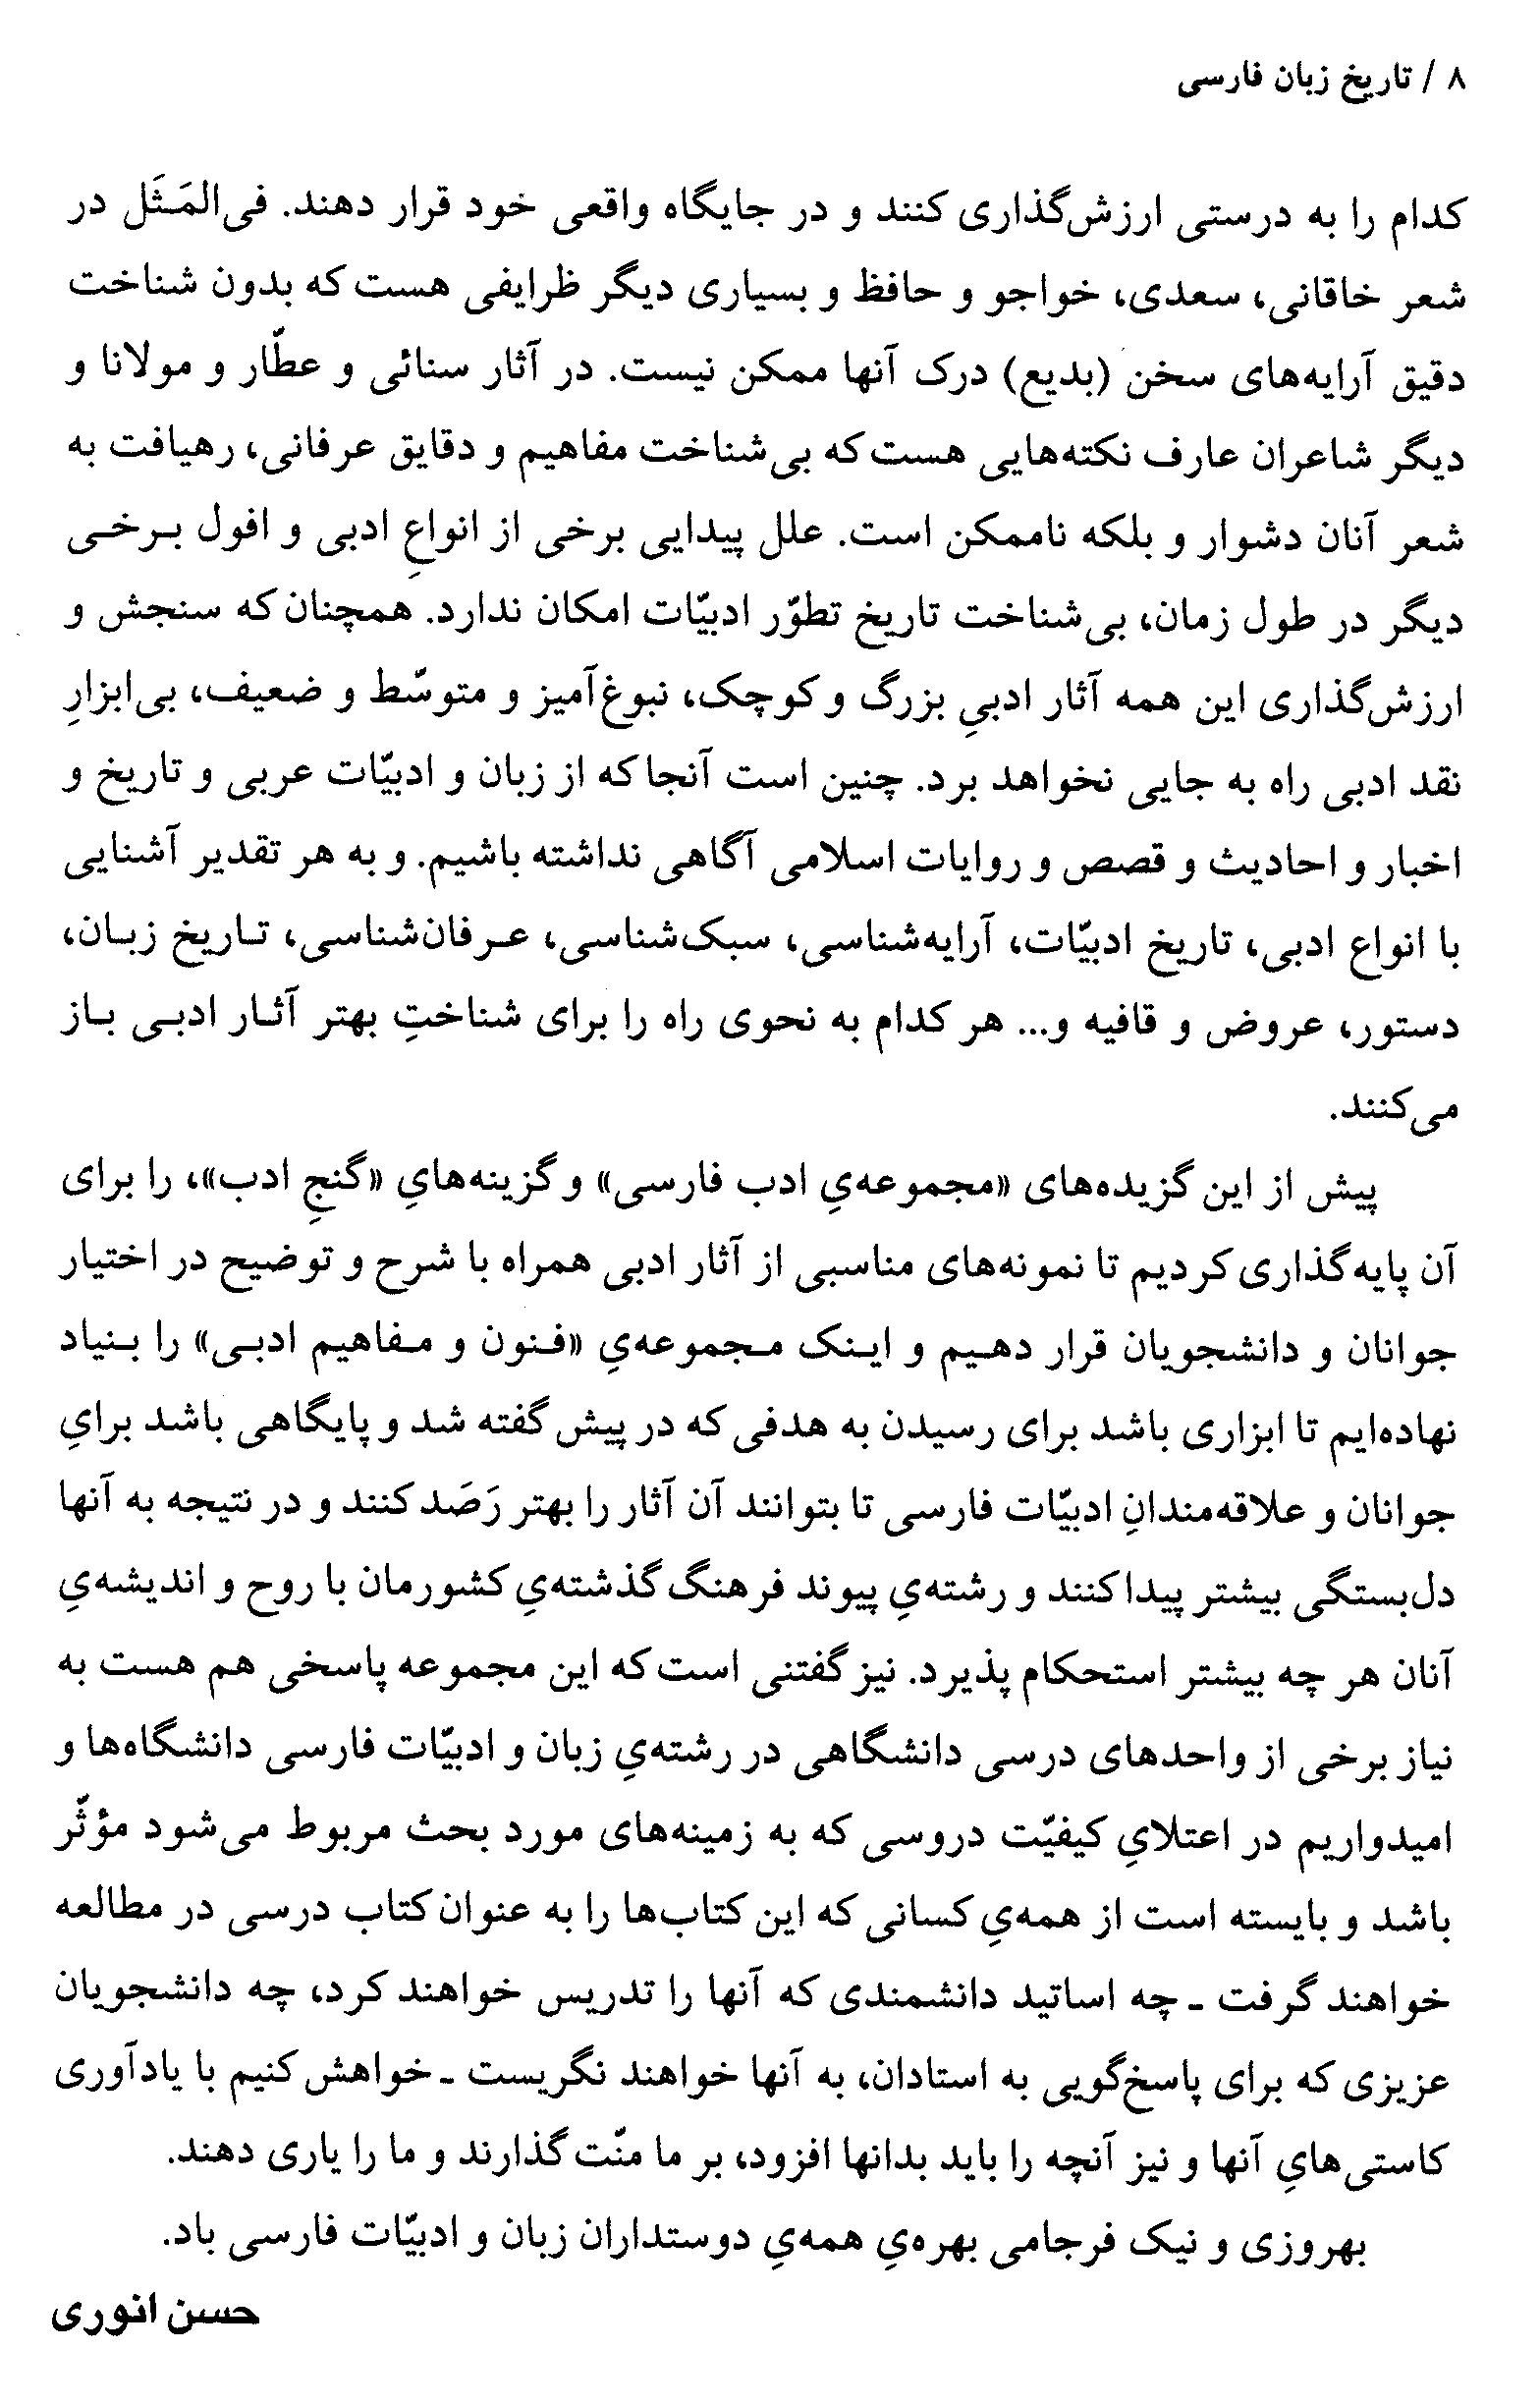 ۸ / تاریخ زبان فارسی
کدام را به درستی ارزش‌گذاری کنند و در جایگاه واقعی خود قرار دهند. فی‌المَثَل در
شعر خاقانی، سعدی، خواجو و حافظ و بسیاری دیگر ظرایفی هست که بدون شناخت
دقیق آرایه‌های سخن (بدیع) درک آنها ممکن نیست. در آثار سنائی و عطّار و مولانا و
دیگر شاعران عارف نکته‌هایی هست که بی‌شناخت مفاهیم و دقایق عرفانی، رهیافت به
شعر آنان دشوار و بلکه ناممکن است. علل پیدایی برخی از انواعِ ادبی و افول برخی
دیگر در طول زمان، بی‌شناخت تاریخ تطوّر ادبیّات امکان ندارد. همچنان که سنجش و
ارزش‌گذاری این همه آثار ادبیِ بزرگ و کوچک، نبوغ‌آمیز و متوسّط و ضعیف، بی‌ابزارِ
نقد ادبی راه به جایی نخواهد برد. چنین است آنجا که از زبان و ادبیّات عربی و تاریخ و
اخبار و احادیث و قصص و روایات اسلامی آگاهی نداشته باشیم. و به هر تقدیر آشنایی
با انواع ادبی، تاریخ ادبیّات، آرایه‌شناسی، سبک‌شناسی، عرفان‌شناسی، تاریخ زبان،
دستور، عروض و قافیه و... هر کدام به نحوی راه را برای شناختِ بهتر آثار ادبی باز
می‌کنند.
پیش از این گزیده‌های «مجموعه‌یِ ادب فارسی» و گزینه‌هایِ «گنجِ ادب»، را برای
آن پایه‌گذاری کردیم تا نمونه‌های مناسبی از آثار ادبی همراه با شرح و توضیح در اختیار
جوانان و دانشجویان قرار دهیم و اینک مجموعه‌یِ «فنون و مفاهیم ادبی» را بنیاد
نهاده‌ایم تا ابزاری باشد برای رسیدن به هدفی که در پیش گفته شد و پایگاهی باشد برایِ
جوانان و علاقه‌مندانِ ادبیّات فارسی تا بتوانند آن آثار را بهتر رَصَد کنند و در نتیجه به آنها
دل‌بستگی بیشتر پیدا کنند و رشته‌یِ پیوند فرهنگ گذشته‌یِ کشورمان با روح و اندیشه‌یِ
آنان هر چه بیشتر استحکام پذیرد. نیز گفتنی است که این مجموعه پاسخی هم هست به
نیاز برخی از واحدهای درسی دانشگاهی در رشته‌یِ زبان و ادبیّات فارسی دانشگاه‌ها و
امیدواریم در اعتلایِ کیفیّت دروسی که به زمینه‌های مورد بحث مربوط می‌شود مؤثّر
باشد و بایسته است از همه‌یِ کسانی که این کتاب‌ها را به عنوان کتاب درسی در مطالعه
خواهند گرفت ـ چه اساتید دانشمندی که آنها را تدریس خواهند کرد، چه دانشجویان
عزیزی که برای پاسخ‌گویی به استادان، به آنها خواهند نگریست ـ خواهش کنیم با یادآوری
کاستی‌هایِ آنها و نیز آنچه را باید بدانها افزود، بر ما منّت گذارند و ما را یاری دهند.
بهروزی و نیک فرجامی بهره‌یِ همه‌یِ دوستداران زبان و ادبیّات فارسی باد.
حسن انوری